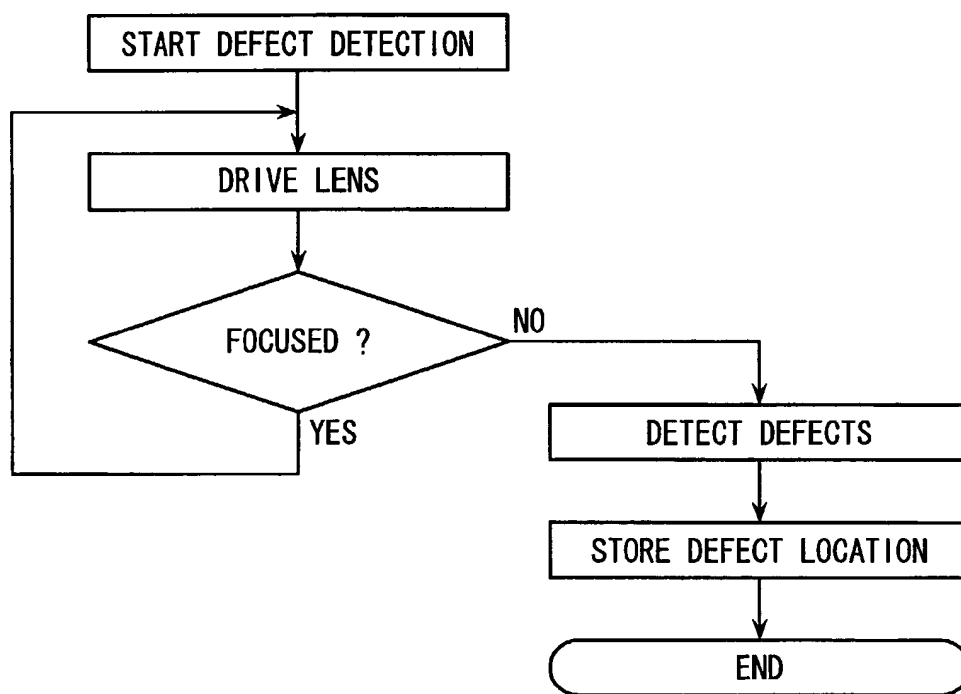 START DEFECT DETECTION
DRIVE LENS
FOCUSED ?
NO
YES
DETECT DEFECTS
STORE DEFECT LOCATION
END